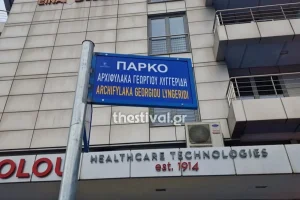 ΠΑΡΚΟ
ΑΡΧΙΦΥΛΑΚΑ ΓΕΩΡΓΙΟΥ ΛΥΓΓΕΡΙΔΗ
ARCHIFYLAKA GEORGIOU LYNGERIDI
thestival.gr
HEALTHCARE TECHNOLOGIES
est. 1914